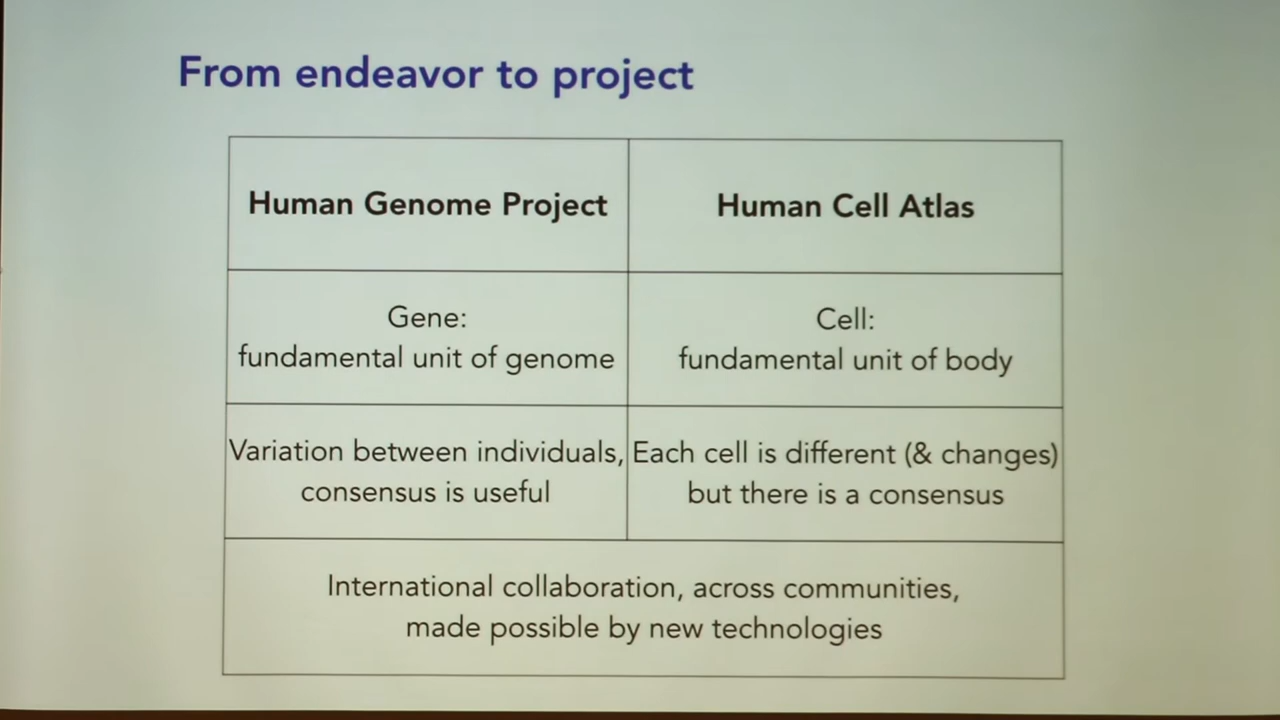 From endeavor to project
Human Genome Project
Human Cell Atlas
Gene:
fundamental unit of genome
Cell:
fundamental unit of body
Variation between individuals,
consensus is useful
Each cell is different (& changes)
but there is a consensus
International collaboration, across communities,
made possible by new technologies